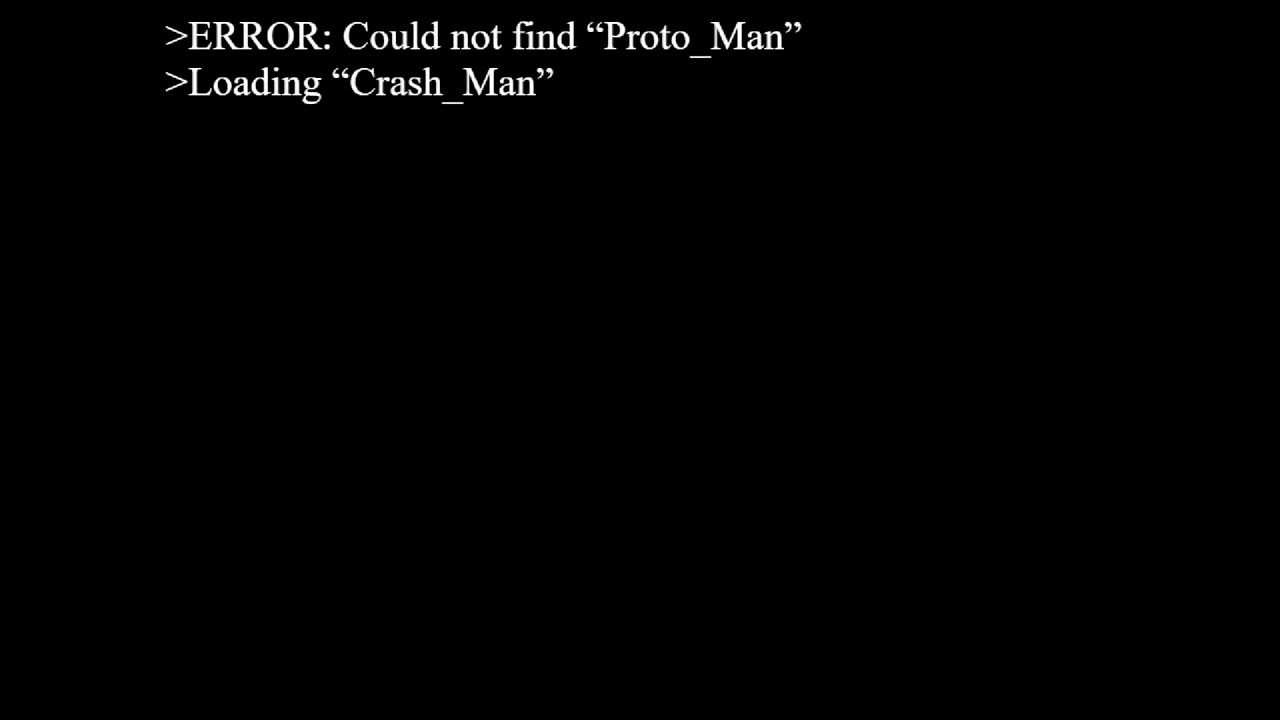 >ERROR: Could not find “Proto_Man”
>Loading “Crash_Man”